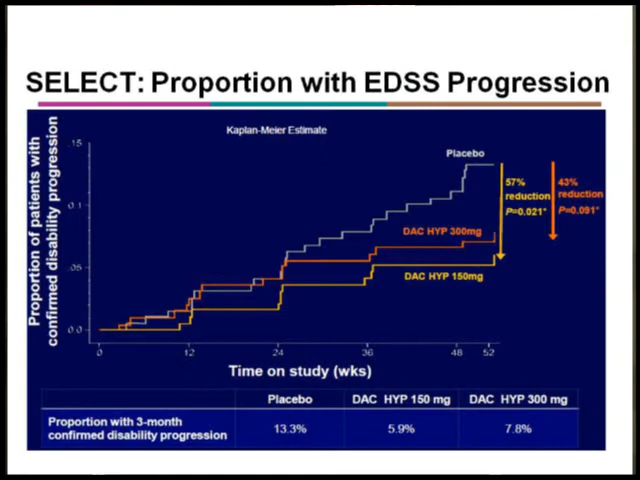 SELECT: Proportion with EDSS Progression
Kaplan-Meier Estimate
Proportion of patients with
confirmed disability progression
.15
0.1
.05
0.0
Placebo
57%
reduction
P=0.021*
43%
reduction
P=0.091*
DAC HYP 300mg
DAC HYP 150mg
0 12 24 36 48 52
Time on study (wks)
Placebo DAC HYP 150 mg DAC HYP 300 mg
Proportion with 3-month
confirmed disability progression
13.3% 5.9% 7.8%